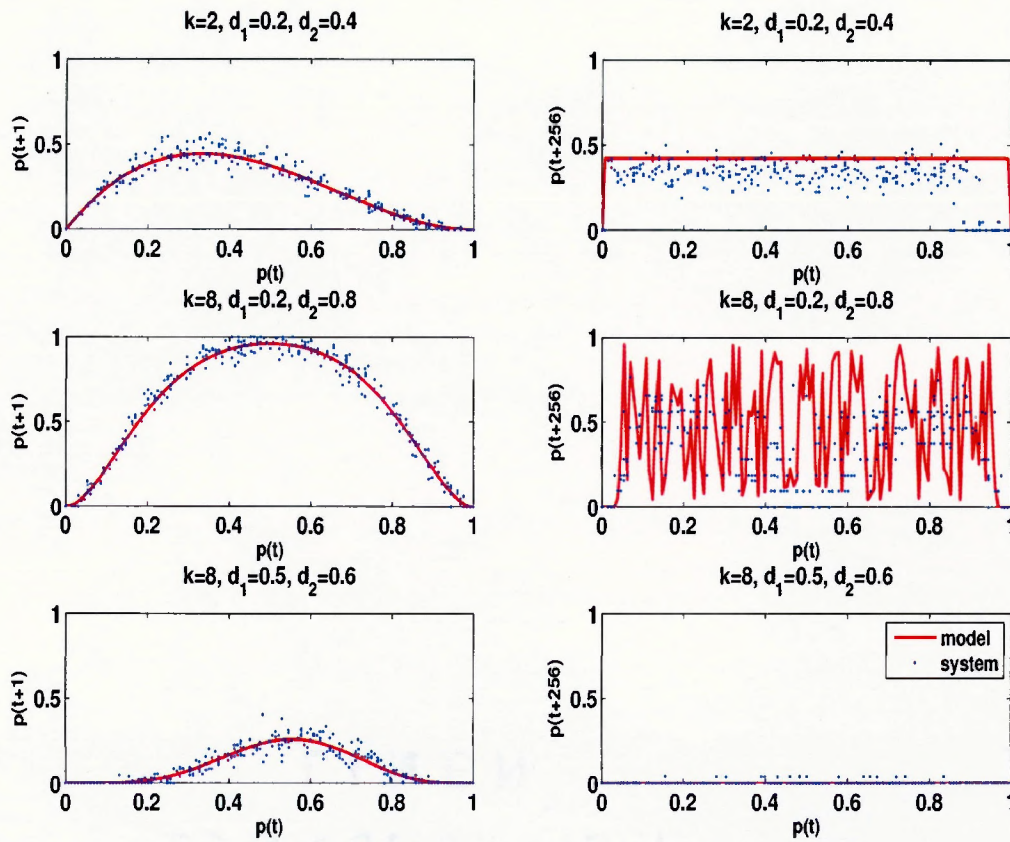 k=2, d₁=0.2, d₂=0.4
1
0.5
0
p(t+1)
0 0.2 0.4 0.6 0.8 1
p(t)
k=2, d₁=0.2, d₂=0.4
1
0.5
0
p(t+256)
0 0.2 0.4 0.6 0.8 1
p(t)
k=8, d₁=0.2, d₂=0.8
1
0.5
0
p(t+1)
0 0.2 0.4 0.6 0.8 1
p(t)
k=8, d₁=0.2, d₂=0.8
1
0.5
0
p(t+256)
0 0.2 0.4 0.6 0.8 1
p(t)
k=8, d₁=0.5, d₂=0.6
1
0.5
0
p(t+1)
0 0.2 0.4 0.6 0.8 1
p(t)
k=8, d₁=0.5, d₂=0.6
1
0.5
0
p(t+256)
model
system
0 0.2 0.4 0.6 0.8 1
p(t)